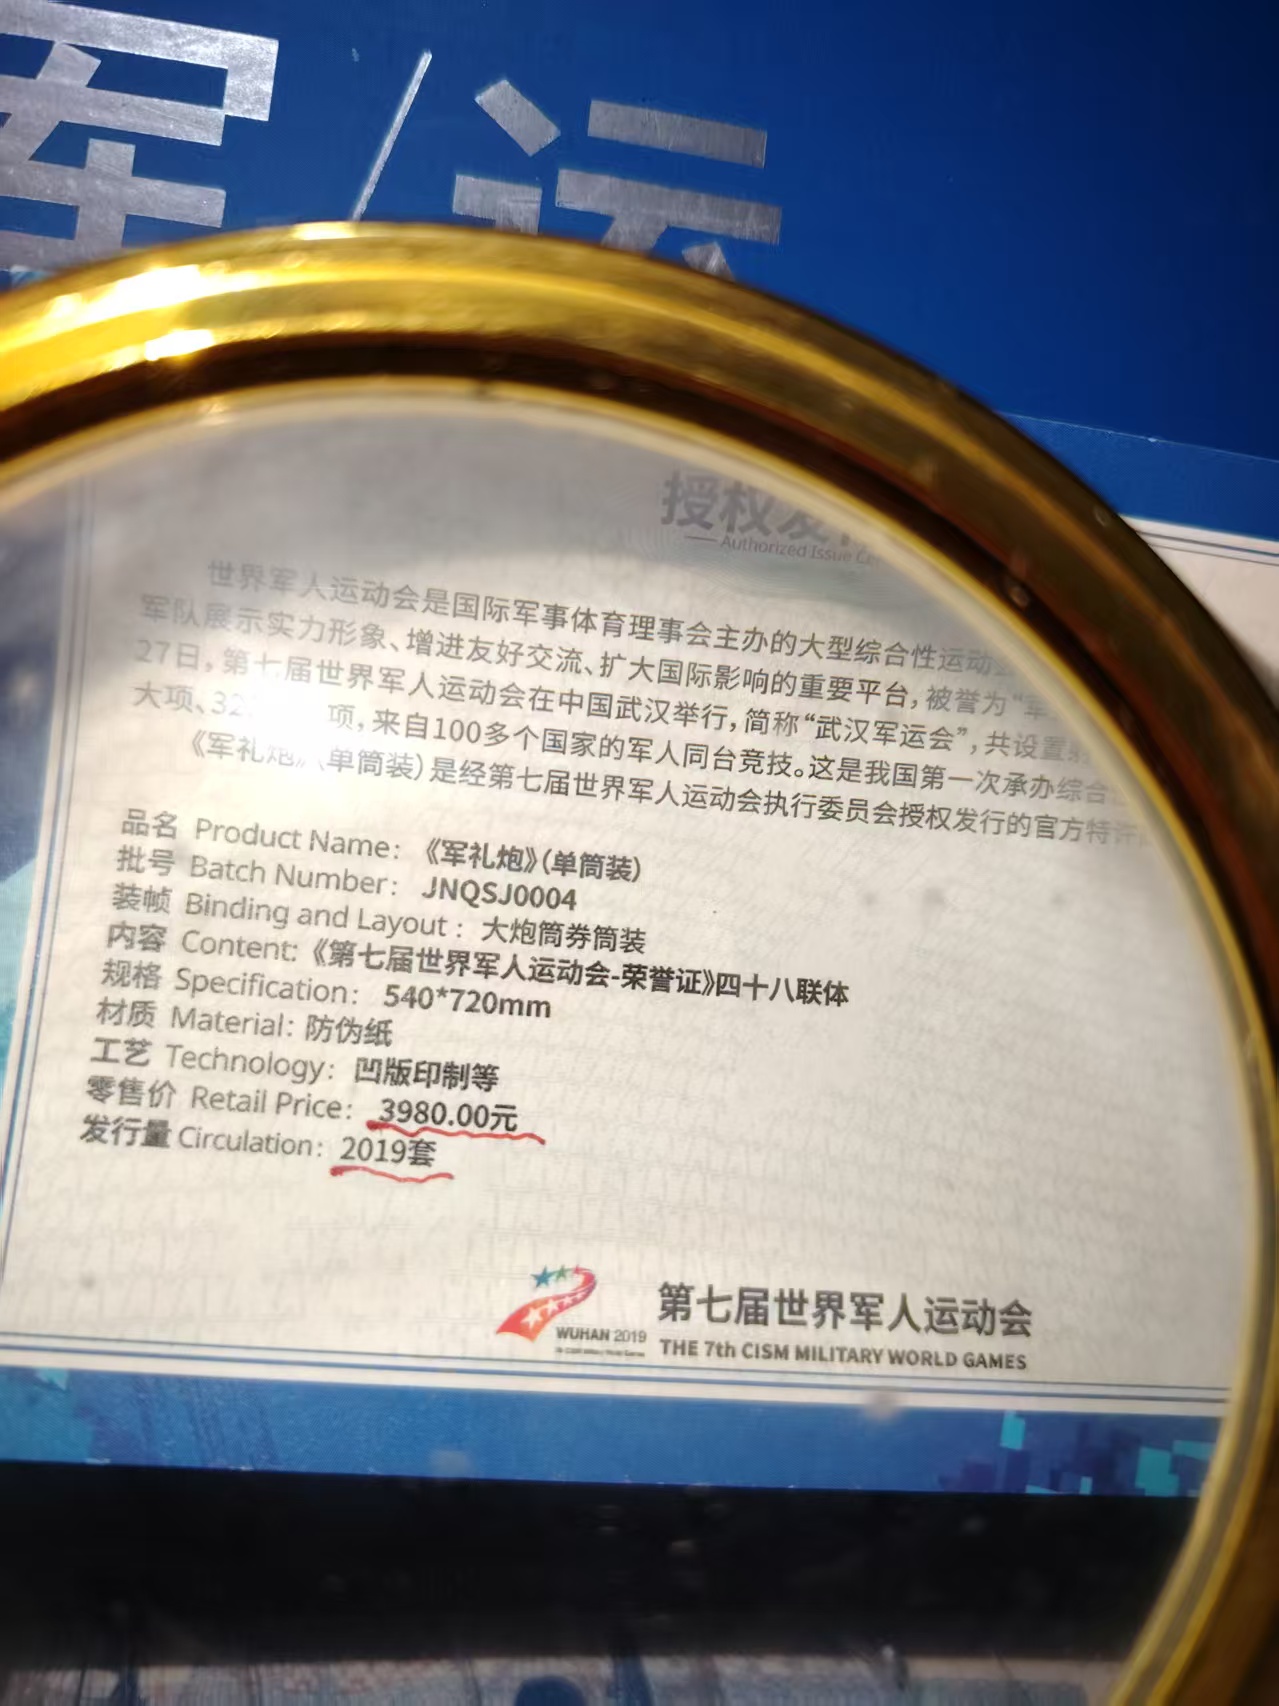 军/运
授权发
Authorized Issue
世界军人运动会是国际军事体育理事会主办的大型综合性运动
军队展示实力形象、增进友好交流、扩大国际影响的重要平台，被誉为“军
27日，第七届世界军人运动会在中国武汉举行，简称“武汉军运会”，共设置
大项、32 项，来自100多个国家的军人同台竞技。这是我国第一次承办综合
《军礼炮》（单筒装）是经第七届世界军人运动会执行委员会授权发行的官方特许
品名 Product Name：《军礼炮》（单筒装）
批号 Batch Number： JNQSJ0004
装帧 Binding and Layout： 大炮筒券筒装
内容 Content:《第七届世界军人运动会-荣誉证》四十八联体
规格 Specification： 540*720mm
材质 Material：防伪纸
工艺 Technology： 凹版印制等
零售价 Retail Price： 3980.00元
发行量 Circulation： 2019套
WUHAN 2019
第七届世界军人运动会
THE 7th CISM MILITARY WORLD GAMES